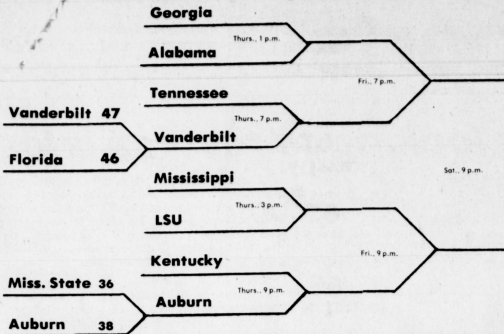 Georgia
Thurs., 1 p.m.
Alabama
Fri., 7 p.m.
Tennessee
Vanderbilt 47
Thurs., 7 p.m.
Vanderbilt
Florida 46
Sat., 9 p.m.
Mississippi
Thurs., 3 p.m.
LSU
Fri., 9 p.m.
Kentucky
Miss. State 36
Thurs., 9 p.m.
Auburn
Auburn 38